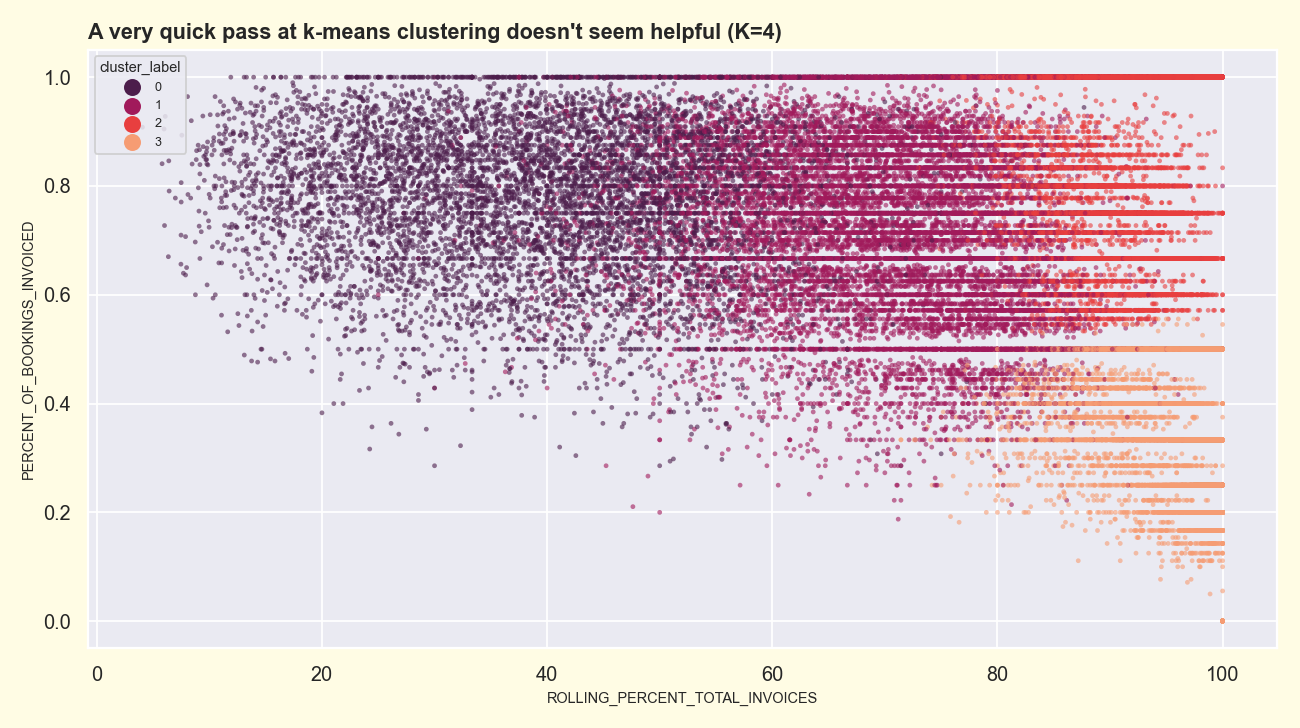 A very quick pass at k-means clustering doesn't seem helpful (K=4)
cluster_label
0
1
2
3
1.0
0.8
0.6
0.4
0.2
0.0
PERCENT_OF_BOOKINGS_INVOICED
0 20 40 60 80 100
ROLLING_PERCENT_TOTAL_INVOICES